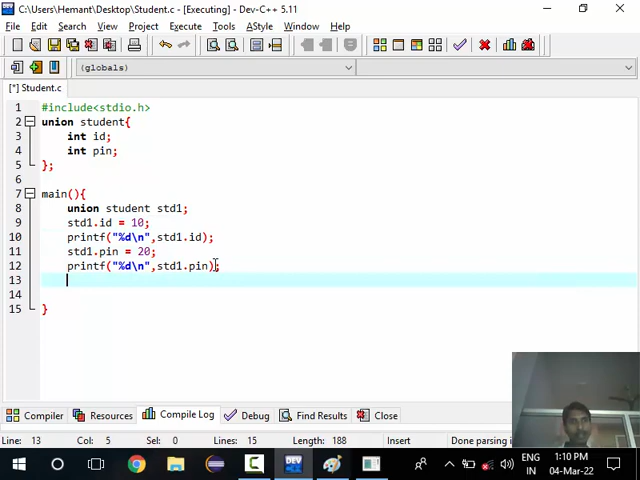 C:\Users\Hemant\Desktop\Student.c - [Executing] - Dev-C++ 5.11
File Edit Search View Project Execute Tools AStyle Window Help
(globals)
[*] Student.c
1 #include<stdio.h>
2 union student{
3 int id;
4 int pin;
5 };
6
7 main(){
8 union student std1;
9 std1.id = 10;
10 printf("%d\n",std1.id);
11 std1.pin = 20;
12 printf("%d\n",std1.pin);
13
14
15 }
Compiler Resources Compile Log Debug Find Results Close
Line: 13 Col: 5 Sel: 0 Lines: 15 Length: 188 Insert Done parsing i
ENG 1:10 PM
IN 04-Mar-22